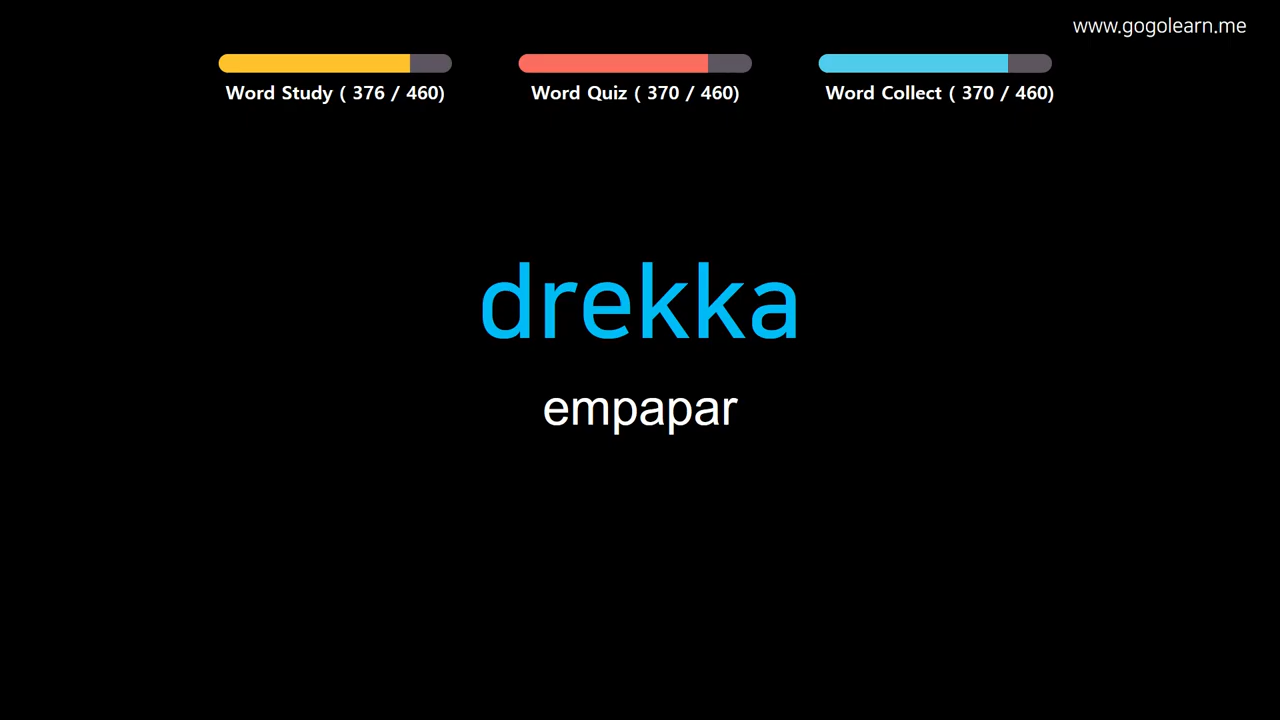 www.gogolearn.me
Word Study ( 376 / 460)
Word Quiz ( 370 / 460)
Word Collect ( 370 / 460)
drekka
empapar